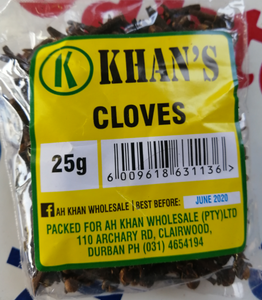 K KHAN'S
CLOVES
25g
6 009618 631136 >
f AH KHAN WHOLESALE | BEST BEFORE: JUNE 2020
PACKED FOR AH KHAN WHOLESALE (PTY)LTD
110 ARCHARY RD, CLAIRWOOD,
DURBAN PH (031) 4654194